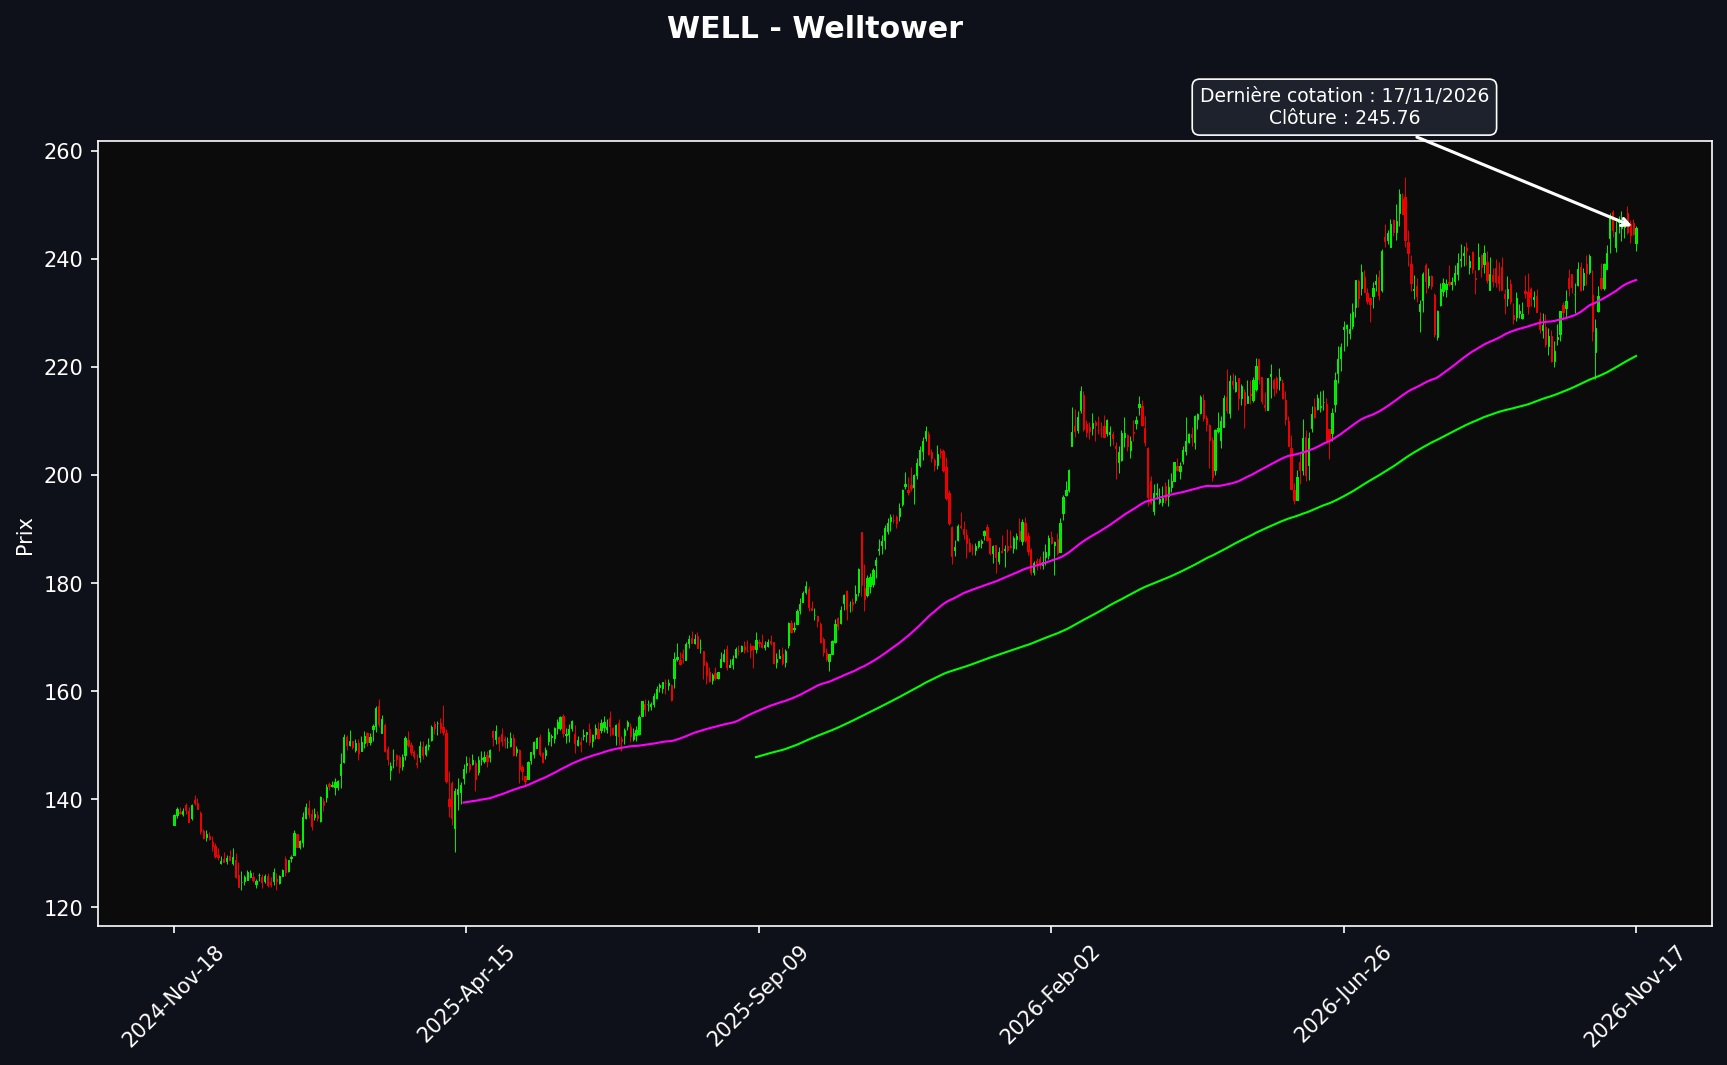 WELL - Welltower
Dernière cotation : 17/11/2026
Clôture : 245.76
Prix
260
240
220
200
180
160
140
120
2024-Nov-18
2025-Apr-15
2025-Sep-09
2026-Feb-02
2026-Jun-26
2026-Nov-17